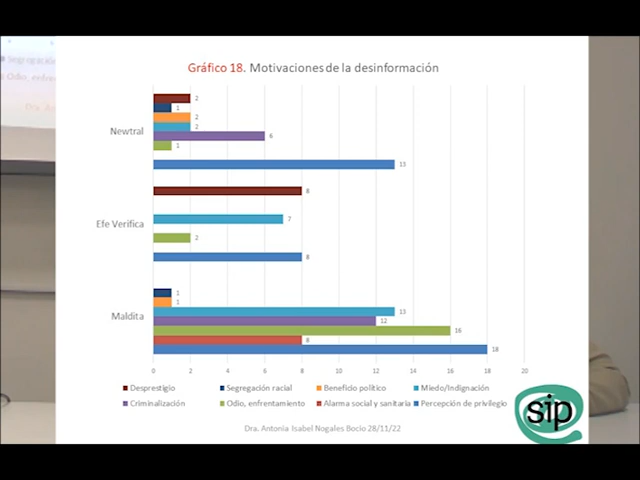 Gráfico 18. Motivaciones de la desinformación
2
1
2
2
Newtral
6
1
13
8
Efe Verifica
7
2
8
1
1
13
Maldita
12
16
8
18
0 2 4 6 8 10 12 14 16 18 20
Desprestigio Segregación racial Beneficio político Miedo/Indignación
Criminalización Odio, enfrentamiento Alarma social y sanitaria Percepción de privilegio
Dra. Antonia Isabel Nogales Bocio 28/11/22
sip